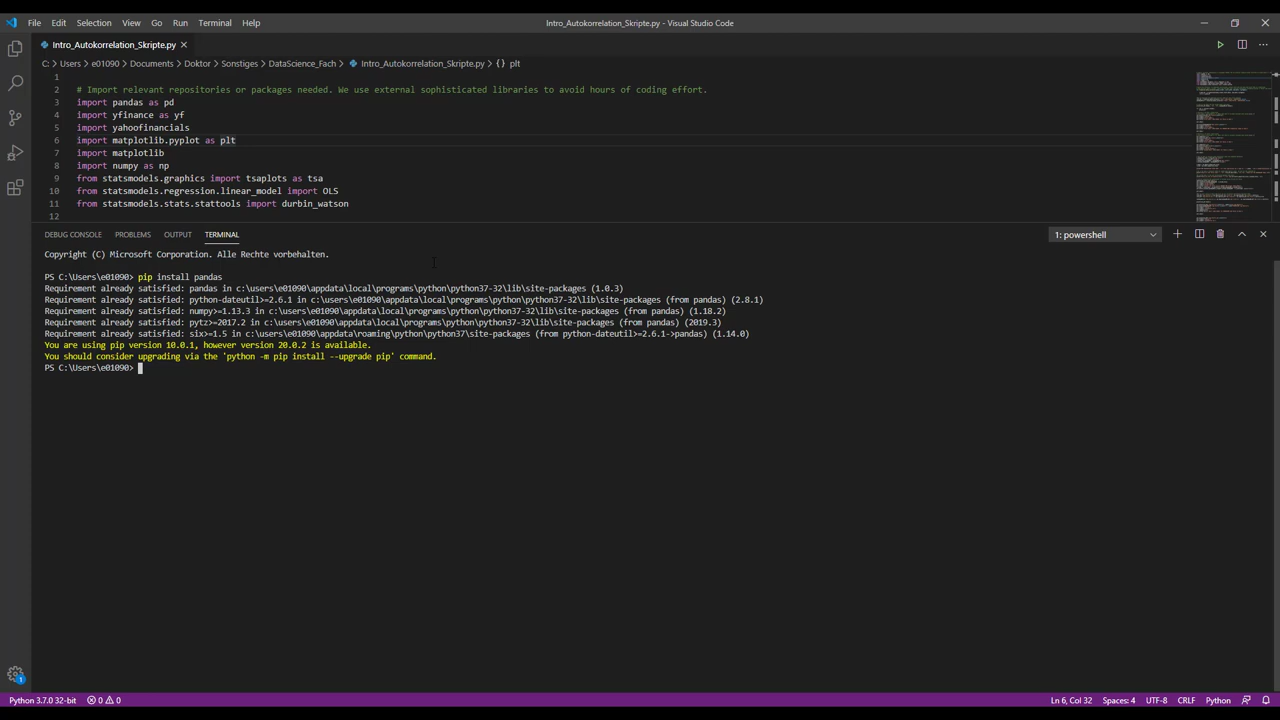 File Edit Selection View Go Run Terminal Help Intro_Autokorrelation_Skripte.py - Visual Studio Code
Intro_Autokorrelation_Skripte.py
C: > Users > e01090 > Documents > Doktor > Sonstiges > DataScience_Fach > Intro_Autokorrelation_Skripte.py > {} plt
1
2 # Import relevant repositories or packages needed. We use external sophisticated libraries to avoid hours of coding effort.
3 import pandas as pd
4 import yfinance as yf
5 import yahoofinancials
6 import matplotlib.pyplot as plt
7 import matplotlib
8 import numpy as np
9 from statsmodels.graphics import tsaplots as tsa
10 from statsmodels.regression.linear_model import OLS
11 from statsmodels.stats.stattools import durbin_watson
12
DEBUG CONSOLE PROBLEMS OUTPUT TERMINAL 1: powershell
Copyright (C) Microsoft Corporation. Alle Rechte vorbehalten.
PS C:\Users\e01090> pip install pandas
Requirement already satisfied: pandas in c:\users\e01090\appdata\local\programs\python\python37-32\lib\site-packages (1.0.3)
Requirement already satisfied: python-dateutil>=2.6.1 in c:\users\e01090\appdata\local\programs\python\python37-32\lib\site-packages (from pandas) (2.8.1)
Requirement already satisfied: numpy>=1.13.3 in c:\users\e01090\appdata\local\programs\python\python37-32\lib\site-packages (from pandas) (1.18.2)
Requirement already satisfied: pytz>=2017.2 in c:\users\e01090\appdata\local\programs\python\python37-32\lib\site-packages (from pandas) (2019.3)
Requirement already satisfied: six>=1.5 in c:\users\e01090\appdata\roaming\python\python37\site-packages (from python-dateutil>=2.6.1->pandas) (1.14.0)
You are using pip version 10.0.1, however version 20.0.2 is available.
You should consider upgrading via the 'python -m pip install --upgrade pip' command.
PS C:\Users\e01090>
1
Python 3.7.0 32-bit 0 0 Ln 6, Col 32 Spaces: 4 UTF-8 CRLF Python